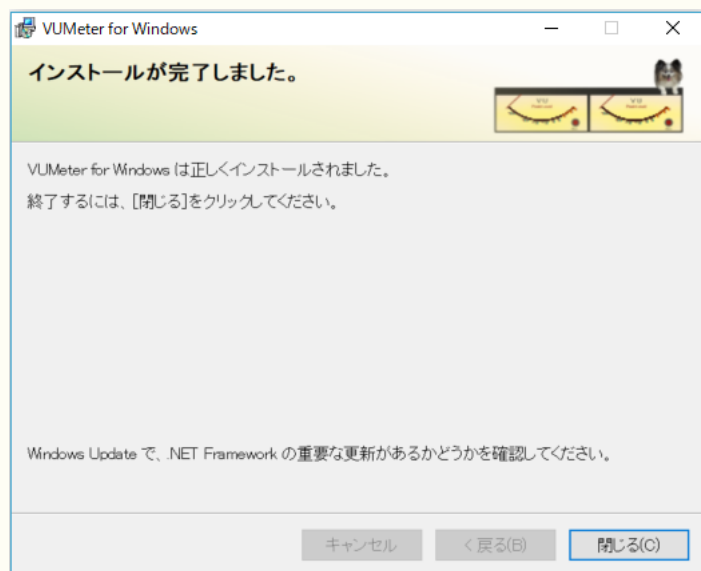 VUMeter for Windows
インストールが完了しました。
VU
VU
VUMeter for Windows は正しくインストールされました。
終了するには、[閉じる]をクリックしてください。
Windows Update で、.NET Framework の重要な更新があるかどうかを確認してください。
キャンセル
< 戻る(B)
閉じる(C)